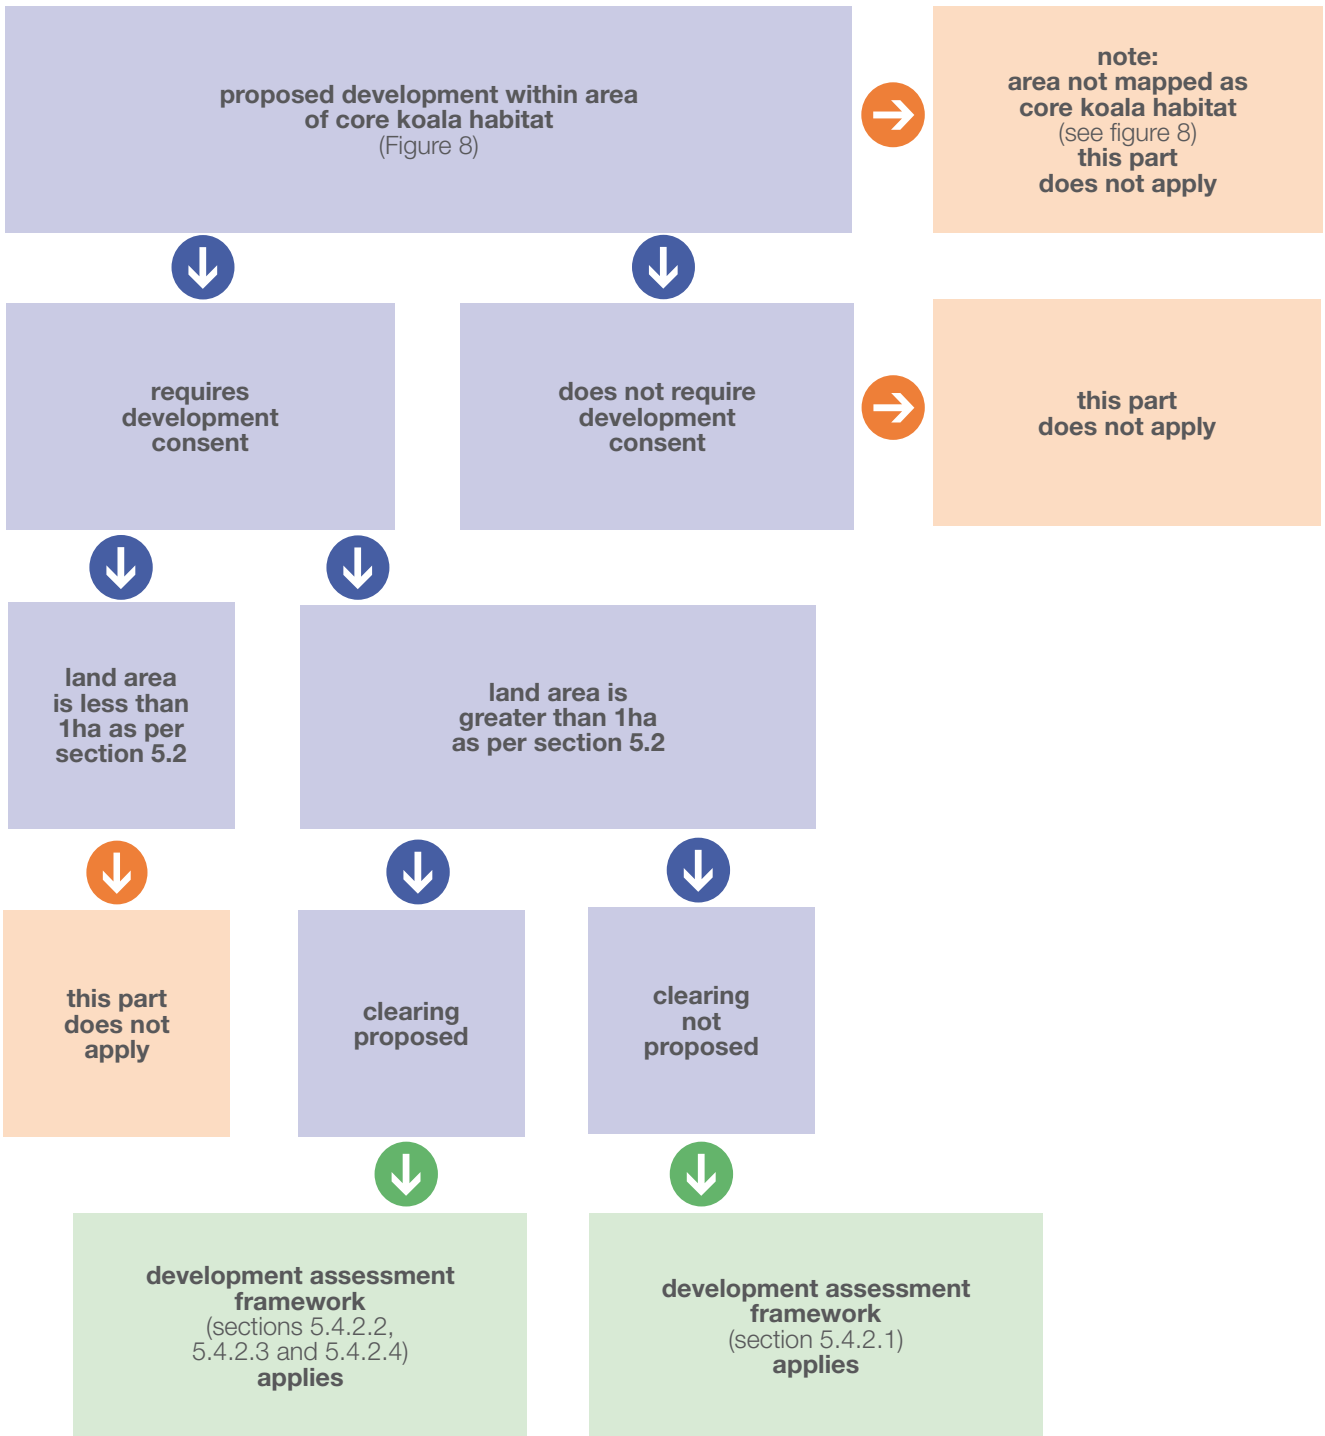 proposed development within area
of core koala habitat
(Figure 8)
note:
area not mapped as
core koala habitat
(see figure 8)
this part
does not apply
requires
development
consent
does not require
development
consent
this part
does not apply
land area
is less than
1ha as per
section 5.2
land area is
greater than 1ha
as per section 5.2
this part
does not
apply
clearing
proposed
clearing
not
proposed
development assessment
framework
(sections 5.4.2.2,
5.4.2.3 and 5.4.2.4)
applies
development assessment
framework
(section 5.4.2.1)
applies